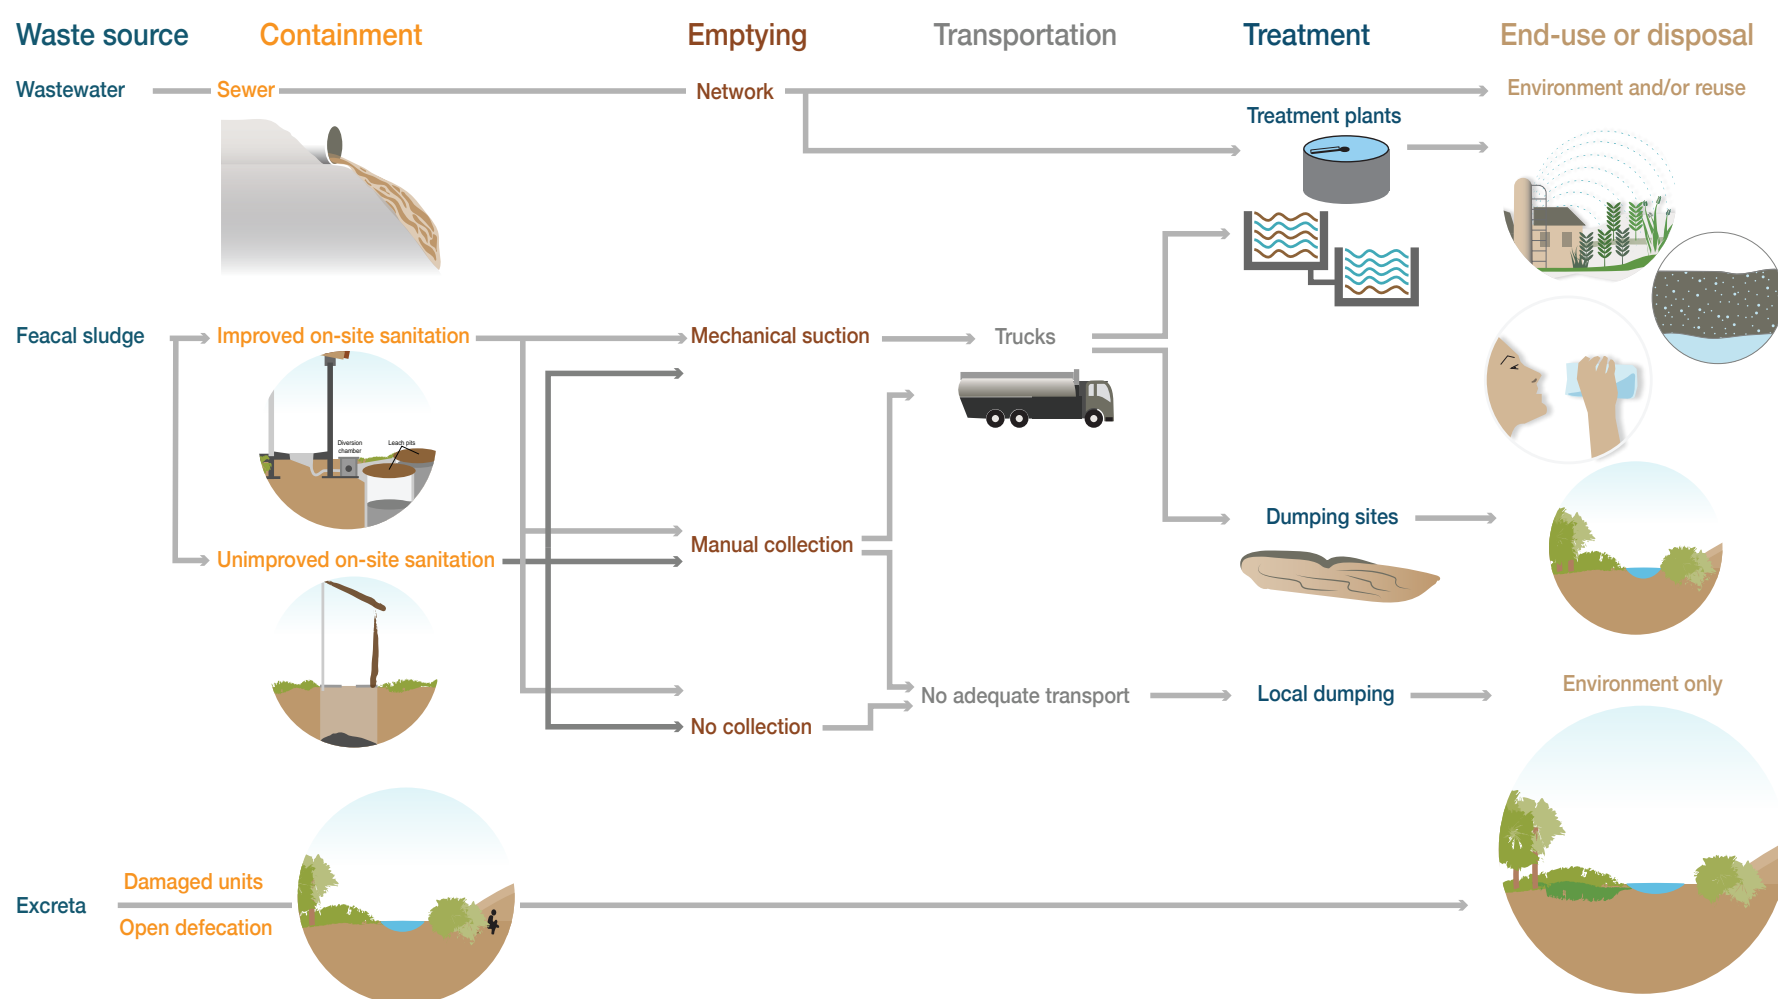 Waste source
Containment
Emptying
Transportation
Treatment
End-use or disposal
Wastewater
Sewer
Network
Environment and/or reuse
Treatment plants
Feacal sludge
Improved on-site sanitation
Mechanical suction
Trucks
Diversion
chamber
Leach pits
Dumping sites
Unimproved on-site sanitation
Manual collection
No adequate transport
Local dumping
Environment only
No collection
Damaged units
Excreta
Open defecation